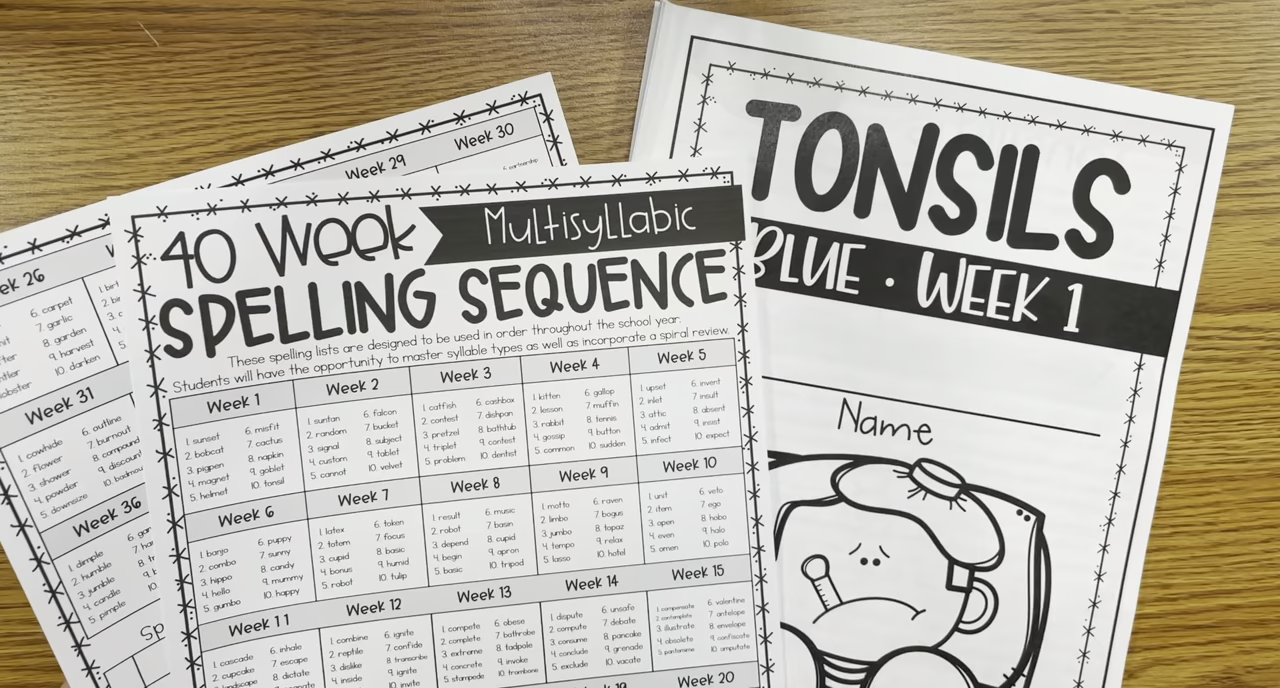 40 Week Multisyllabic
SPELLING SEQUENCE
These spelling lists are designed to be used in order throughout the school year.
Students will have the opportunity to master syllable types as well as incorporate a spiral review.
Week 1
1. sunset 6. misfit
2. bobcat 7. cactus
3. pigpen 8. napkin
4. magnet 9. goblet
5. helmet 10. tonsil
Week 2
1. suntan 6. falcon
2. random 7. bucket
3. signal 8. subject
4. custom 9. tablet
5. cannot 10. velvet
Week 3
1. catfish 6. cashbox
2. contest 7. dishpan
3. pretzel 8. bathtub
4. triplet 9. contest
5. problem 10. dentist
Week 4
1. kitten 6. gallop
2. lesson 7. muffin
3. rabbit 8. tennis
4. gossip 9. button
5. common 10. sudden
Week 5
1. upset 6. invent
2. inlet 7. insult
3. attic 8. absent
4. admit 9. insist
5. infect 10. expect
Week 6
1. banjo 6. puppy
2. combo 7. sunny
3. hippo 8. candy
4. hello 9. mummy
5. gumbo 10. happy
Week 7
1. latex 6. token
2. totem 7. focus
3. cupid 8. basic
4. bonus 9. humid
5. robot 10. tulip
Week 8
1. result 6. music
2. robot 7. basin
3. depend 8. cupid
4. begin 9. apron
5. basic 10. tripod
Week 9
1. motto 6. raven
2. limbo 7. bogus
3. jumbo 8. topaz
4. tempo 9. relax
5. lasso 10. hotel
Week 10
1. unit 6. veto
2. item 7. ego
3. open 8. hobo
4. even 9. halo
5. omen 10. polo
Week 11
1. cascade 6. inhale
2. cupcake 7. escape
8. dictate
Week 12
1. combine 6. ignite
2. reptile 7. confide
3. dislike 8. transcribe
4. inside 9. ignite
10. invite
Week 13
1. compete 6. obese
2. complete 7. bathrobe
3. extreme 8. tadpole
4. concrete 9. invoke
5. stampede 10. trombone
Week 14
1. dispute 6. unsafe
2. compute 7. debate
3. consume 8. pancake
4. conclude 9. grenade
5. exclude 10. vacate
Week 15
1. compensate 6. valentine
2. contemplate 7. antelope
3. illustrate 8. envelope
4. obsolete 9. confiscate
5. pantomime 10. amputate
Week 20
Week 29
Week 30
6. partnership
6. carpet
7. garlic
8. garden
9. harvest
10. darken
Week 31
1. cowhide 6. outline
2. flower 7. burnout
3. shower 8. compound
4. powder 9. discount
5. downsize
Week 36
1. dimple
2. humble
3. jumble
4. candle
5. pimple
TONSILS
BLUE • WEEK 1
Name